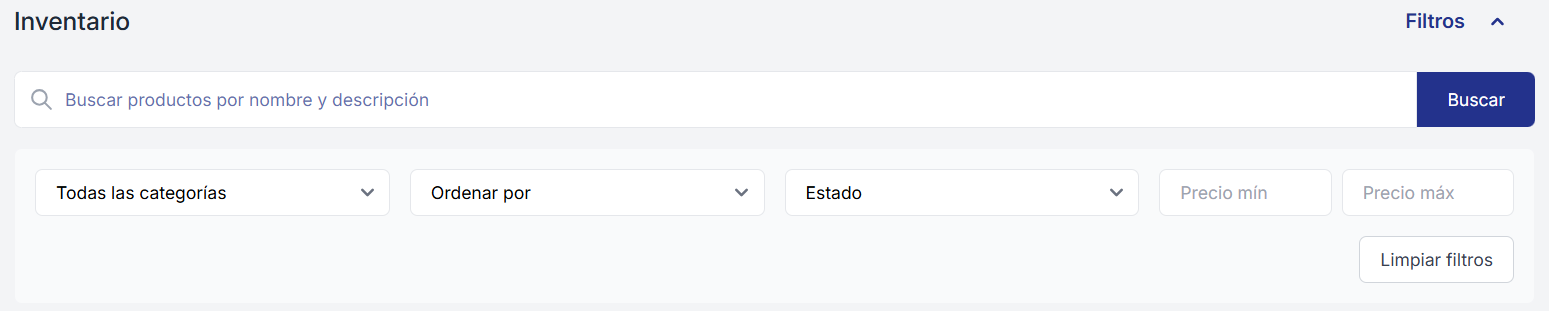 Inventario
Filtros
Buscar productos por nombre y descripción
Buscar
Todas las categorías
Ordenar por
Estado
Precio mín
Precio máx
Limpiar filtros